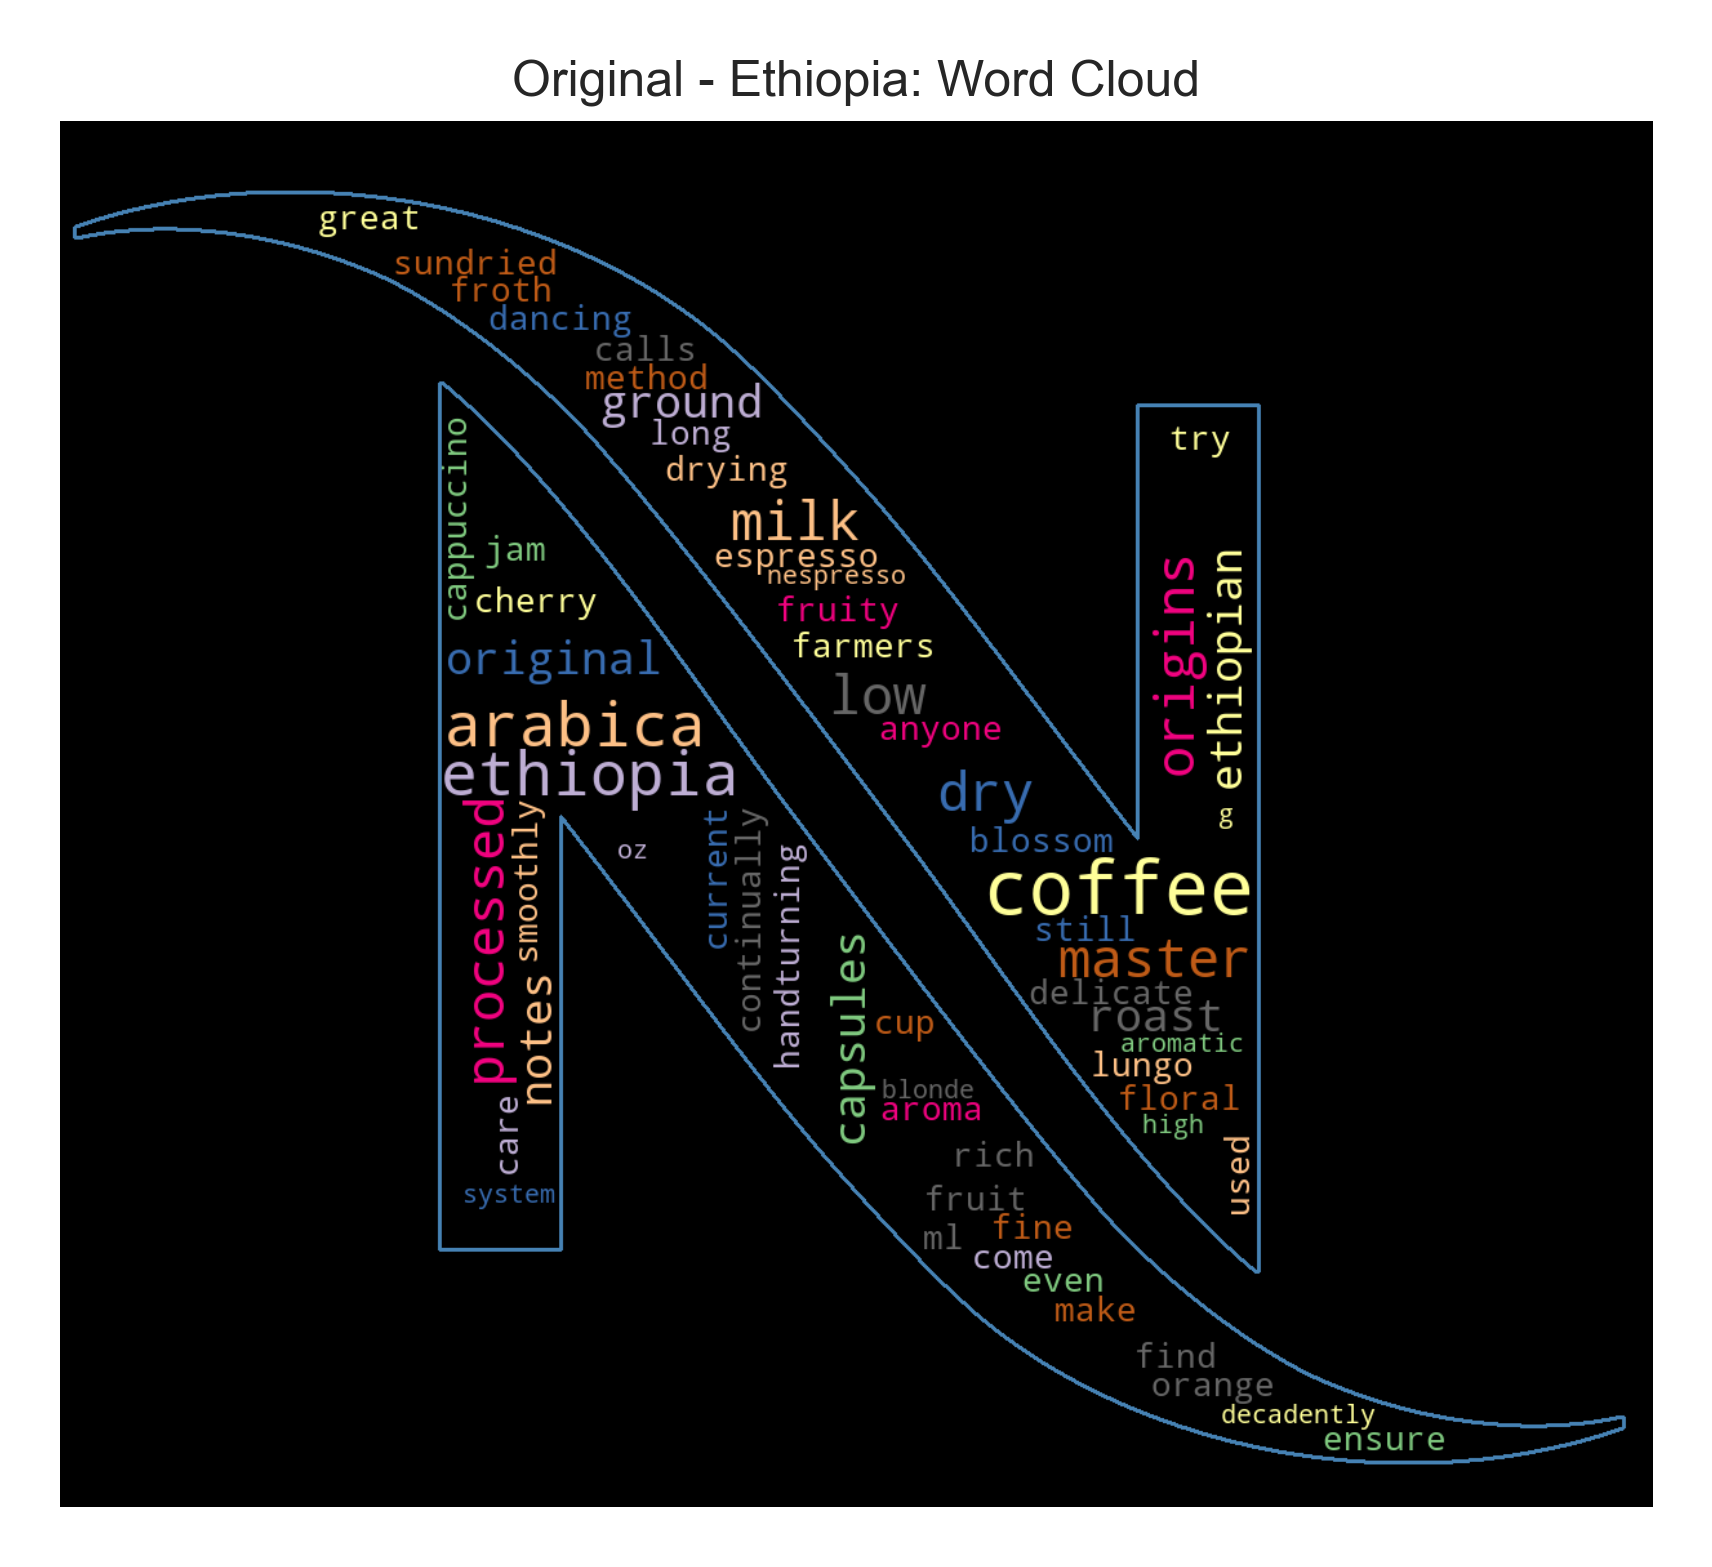 Original - Ethiopia: Word Cloud
great
sundried
froth
dancing
calls
method
ground
long
drying
milk
espresso
nespresso
fruity
farmers
low
anyone
dry
blossom
coffee
still
master
delicate
roast
aromatic
lungo
floral
high
used
try
origins
ethiopian
g
cappuccino
jam
cherry
original
arabica
ethiopia
processed
smoothly
notes
care
system
oz
current
continually
handturning
capsules
cup
blonde
aroma
rich
fruit
ml
fine
come
even
make
find
orange
decadently
ensure